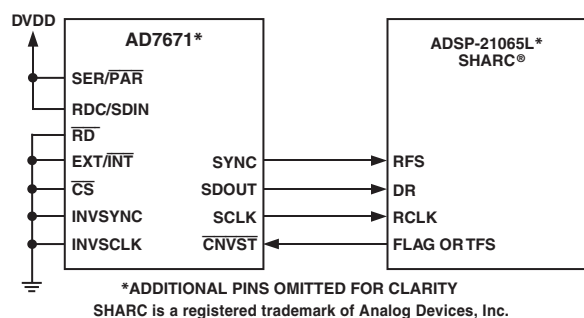 DVDD
AD7671*
SER/PAR
RDC/SDIN
RD
EXT/INT
CS
INVSYNC
INVSCLK
SYNC
SDOUT
SCLK
CNVST
ADSP-21065L*
SHARC®
RFS
DR
RCLK
FLAG OR TFS
*ADDITIONAL PINS OMITTED FOR CLARITY
SHARC is a registered trademark of Analog Devices, Inc.